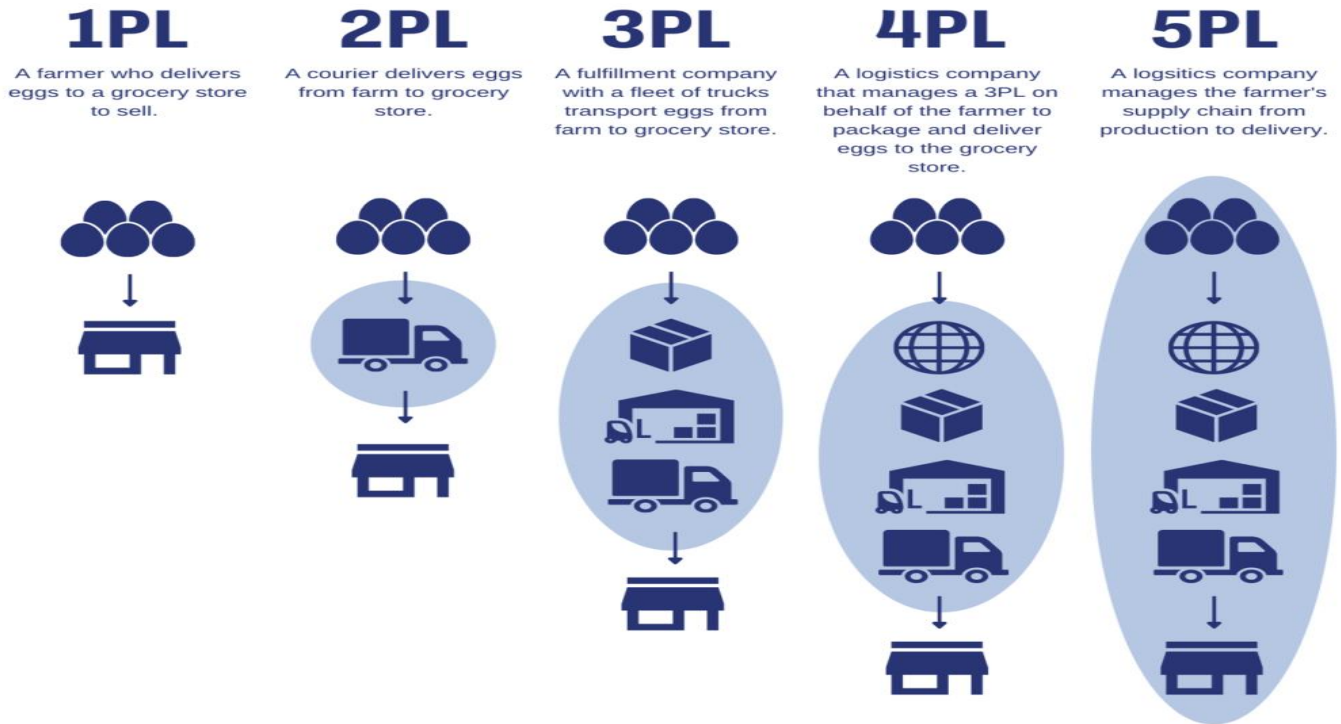 1PL
A farmer who delivers
eggs to a grocery store
to sell.
2PL
A courier delivers eggs
from farm to grocery
store.
3PL
A fulfillment company
with a fleet of trucks
transport eggs from
farm to grocery store.
4PL
A logistics company
that manages a 3PL on
behalf of the farmer to
package and deliver
eggs to the grocery
store.
5PL
A logsitics company
manages the farmer's
supply chain from
production to delivery.